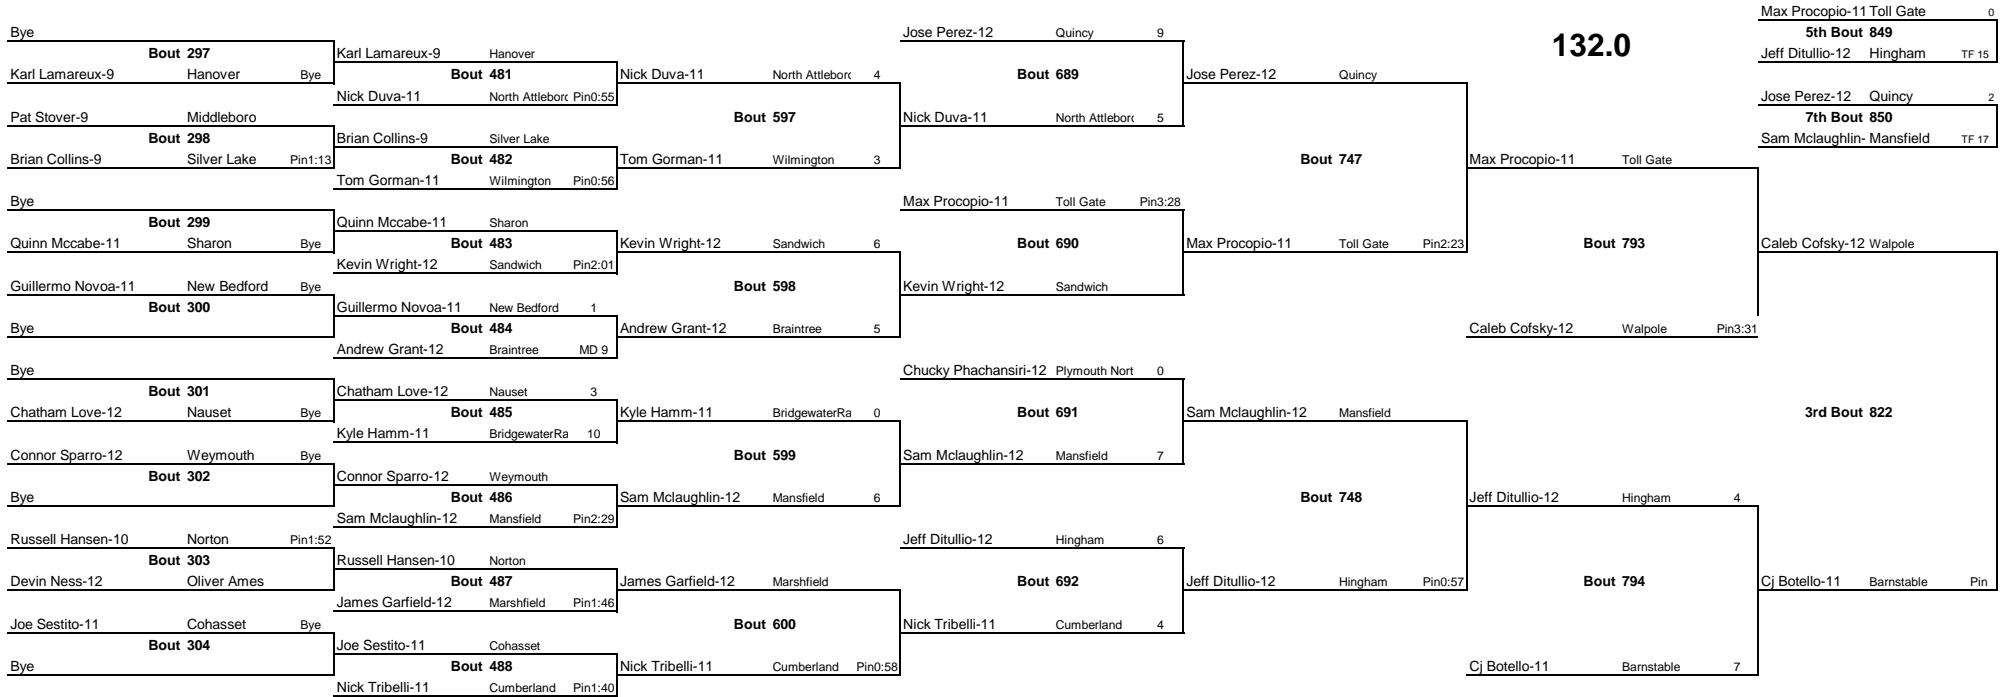 Max Procopio-11 Toll Gate 0
Bye Jose Perez-12 Quincy 9 5th Bout 849
132.0
Bout 297 Karl Lamareux-9 Hanover Jeff Ditullio-12 Hingham TF 15
Karl Lamareux-9 Hanover Bye Bout 481 Nick Duva-11 North Attleborc 4 Bout 689 Jose Perez-12 Quincy
Nick Duva-11 North Attleborc Pin0:55 Jose Perez-12 Quincy 2
Pat Stover-9 Middleboro Bout 597 Nick Duva-11 North Attleborc 5 7th Bout 850
Bout 298 Brian Collins-9 Silver Lake Sam Mclaughlin- Mansfield TF 17
Brian Collins-9 Silver Lake Pin1:13 Bout 482 Tom Gorman-11 Wilmington 3 Bout 747 Max Procopio-11 Toll Gate
Tom Gorman-11 Wilmington Pin0:56
Bye Max Procopio-11 Toll Gate Pin3:28
Bout 299 Quinn Mccabe-11 Sharon
Quinn Mccabe-11 Sharon Bye Bout 483 Kevin Wright-12 Sandwich 6 Bout 690 Max Procopio-11 Toll Gate Pin2:23 Bout 793 Caleb Cofsky-12 Walpole
Kevin Wright-12 Sandwich Pin2:01
Guillermo Novoa-11 New Bedford Bye Bout 598 Kevin Wright-12 Sandwich
Bout 300 Guillermo Novoa-11 New Bedford 1
Bye Bout 484 Andrew Grant-12 Braintree 5 Caleb Cofsky-12 Walpole Pin3:31
Andrew Grant-12 Braintree MD 9
Bye Chucky Phachansiri-12 Plymouth Nort 0
Bout 301 Chatham Love-12 Nauset 3
Chatham Love-12 Nauset Bye Bout 485 Kyle Hamm-11 BridgewaterRa 0 Bout 691 Sam Mclaughlin-12 Mansfield 3rd Bout 822
Kyle Hamm-11 BridgewaterRa 10
Connor Sparro-12 Weymouth Bye Bout 599 Sam Mclaughlin-12 Mansfield 7
Bout 302 Connor Sparro-12 Weymouth
Bye Bout 486 Sam Mclaughlin-12 Mansfield 6 Bout 748 Jeff Ditullio-12 Hingham 4
Sam Mclaughlin-12 Mansfield Pin2:29
Russell Hansen-10 Norton Pin1:52 Jeff Ditullio-12 Hingham 6
Bout 303 Russell Hansen-10 Norton
Devin Ness-12 Oliver Ames Bout 487 James Garfield-12 Marshfield Bout 692 Jeff Ditullio-12 Hingham Pin0:57 Bout 794 Cj Botello-11 Barnstable Pin
James Garfield-12 Marshfield Pin1:46
Joe Sestito-11 Cohasset Bye Bout 600 Nick Tribelli-11 Cumberland 4
Bout 304 Joe Sestito-11 Cohasset
Bye Bout 488 Nick Tribelli-11 Cumberland Pin0:58 Cj Botello-11 Barnstable 7
Nick Tribelli-11 Cumberland Pin1:40